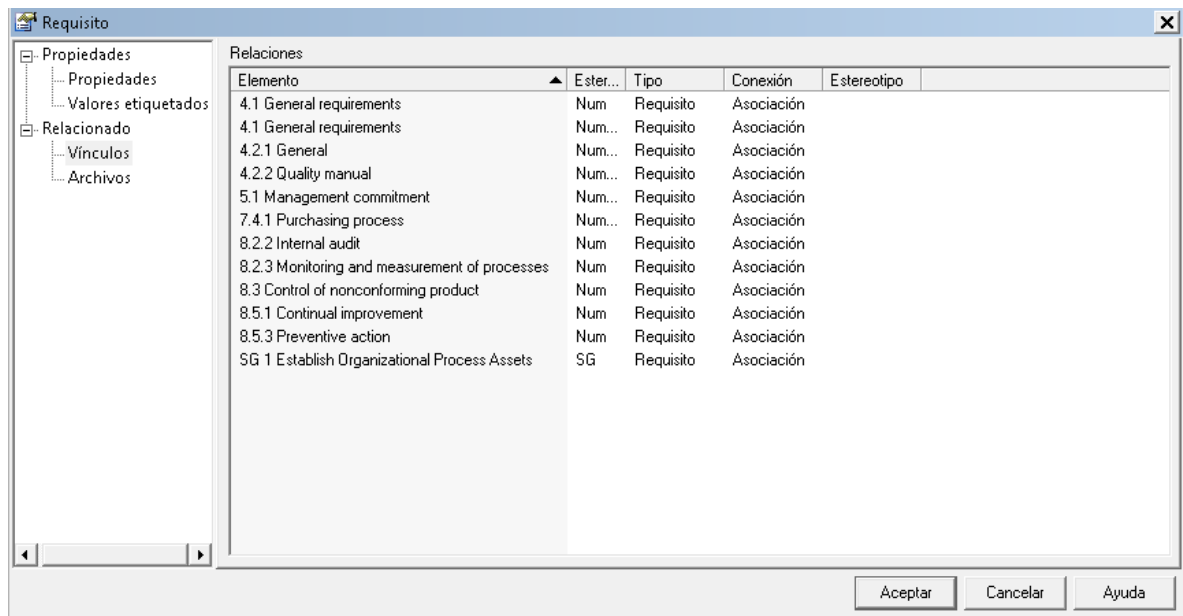 Requisito
Propiedades
Propiedades
Valores etiquetados
Relacionado
Vínculos
Archivos
Relaciones
Elemento Ester... Tipo Conexión Estereotipo
4.1 General requirements Num Requisito Asociación
4.1 General requirements Num... Requisito Asociación
4.2.1 General Num... Requisito Asociación
4.2.2 Quality manual Num... Requisito Asociación
5.1 Management commitment Num... Requisito Asociación
7.4.1 Purchasing process Num... Requisito Asociación
8.2.2 Internal audit Num Requisito Asociación
8.2.3 Monitoring and measurement of processes Num Requisito Asociación
8.3 Control of nonconforming product Num Requisito Asociación
8.5.1 Continual improvement Num Requisito Asociación
8.5.3 Preventive action Num Requisito Asociación
SG 1 Establish Organizational Process Assets SG Requisito Asociación
Aceptar Cancelar Ayuda